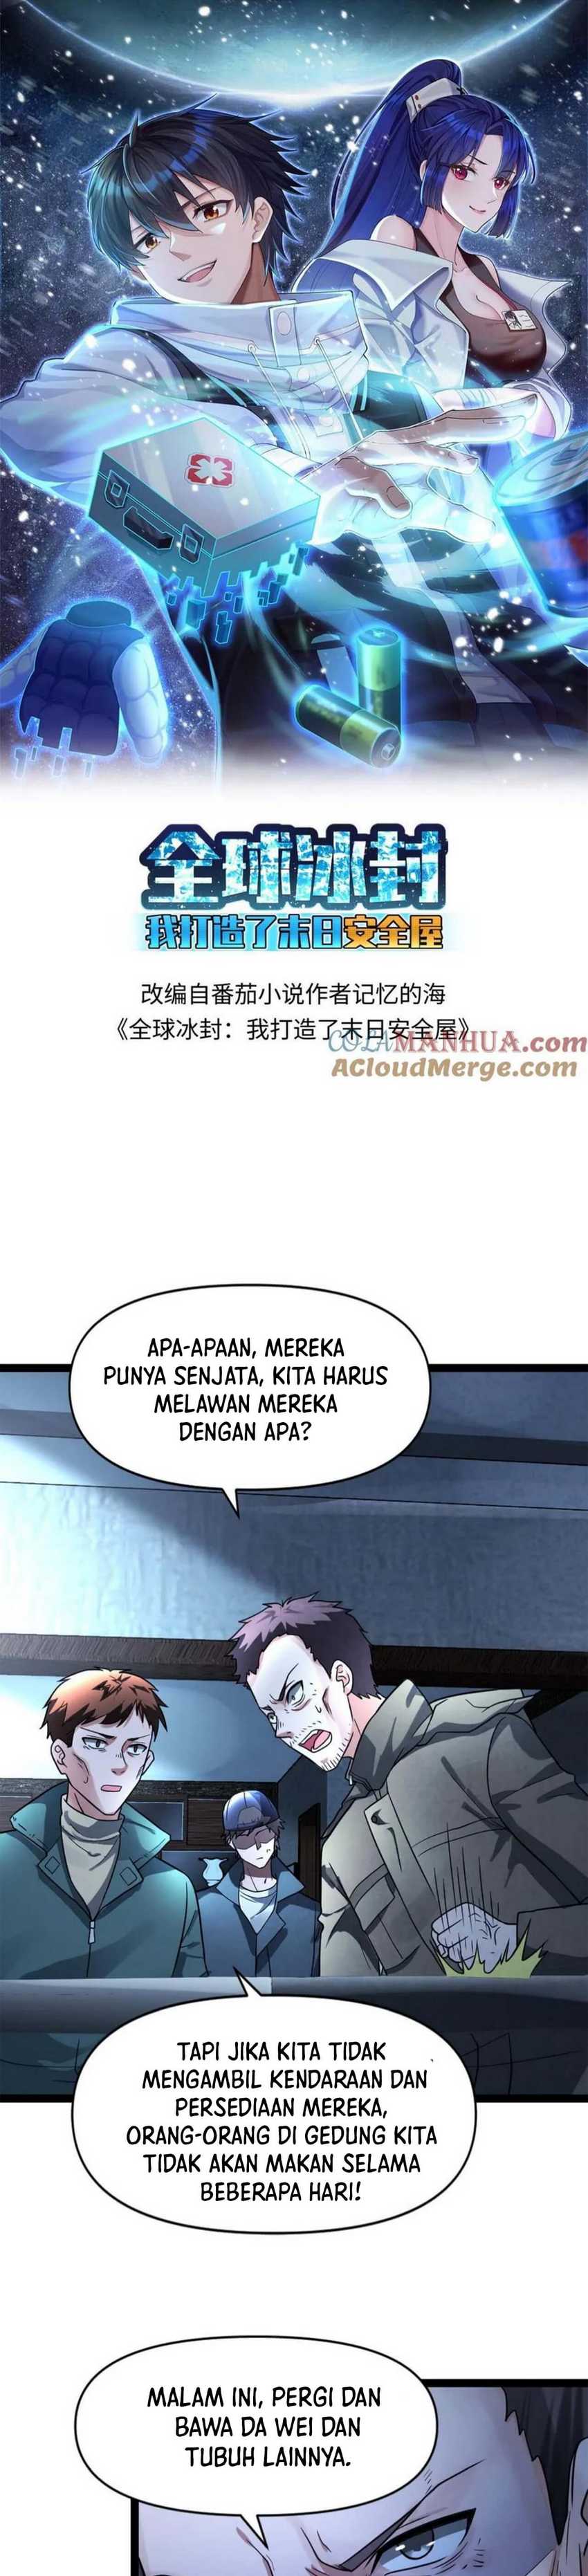 全球冰封
我打造了末日安全屋
改编自番茄小说作者记忆的海
《全球冰封：我打造了末日安全屋》
COLAMANHUA.com
ACloudMerge.com
APA-APAAN, MEREKA
PUNYA SENJATA, KITA HARUS
MELAWAN MEREKA
DENGAN APA?
TAPI JIKA KITA TIDAK
MENGAMBIL KENDARAAN DAN
PERSEDIAAN MEREKA,
ORANG-ORANG DI GEDUNG KITA
TIDAK AKAN MAKAN SELAMA
BEBERAPA HARI!
MALAM INI, PERGI DAN
BAWA DA WEI DAN
TUBUH LAINNYA.